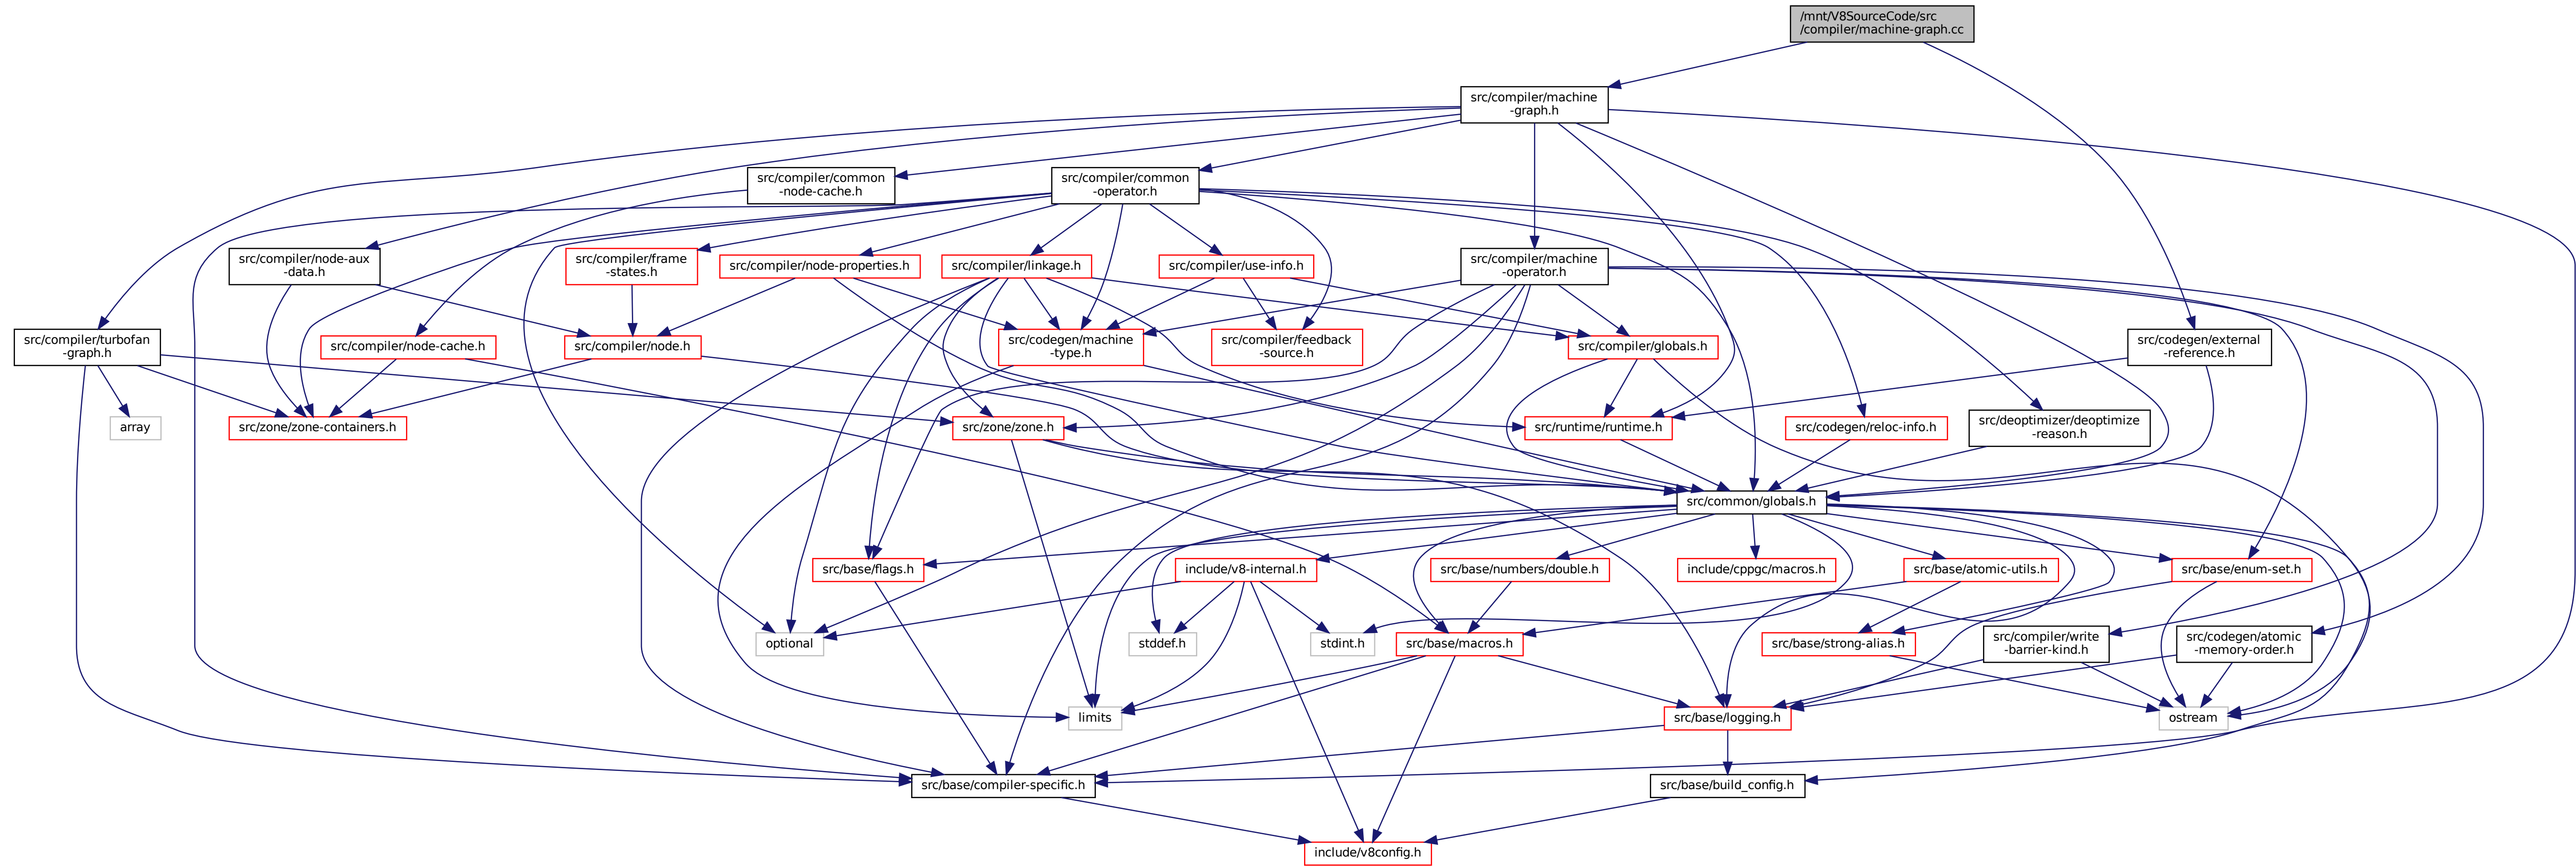 /mnt/V8SourceCode/src
/compiler/machine-graph.cc
src/compiler/machine
-graph.h
src/compiler/common
-node-cache.h
src/compiler/common
-operator.h
src/compiler/node-aux
-data.h
src/compiler/frame
-states.h
src/compiler/node-properties.h
src/compiler/linkage.h
src/compiler/use-info.h
src/compiler/machine
-operator.h
src/compiler/turbofan
-graph.h
src/compiler/node-cache.h
src/compiler/node.h
src/codegen/machine
-type.h
src/compiler/feedback
-source.h
src/compiler/globals.h
src/codegen/external
-reference.h
array
src/zone/zone-containers.h
src/zone/zone.h
src/runtime/runtime.h
src/codegen/reloc-info.h
src/deoptimizer/deoptimize
-reason.h
src/common/globals.h
src/base/flags.h
include/v8-internal.h
src/base/numbers/double.h
include/cppgc/macros.h
src/base/atomic-utils.h
src/base/enum-set.h
optional
stddef.h
stdint.h
src/base/macros.h
src/base/strong-alias.h
src/compiler/write
-barrier-kind.h
src/codegen/atomic
-memory-order.h
limits
src/base/logging.h
ostream
src/base/compiler-specific.h
src/base/build_config.h
include/v8config.h